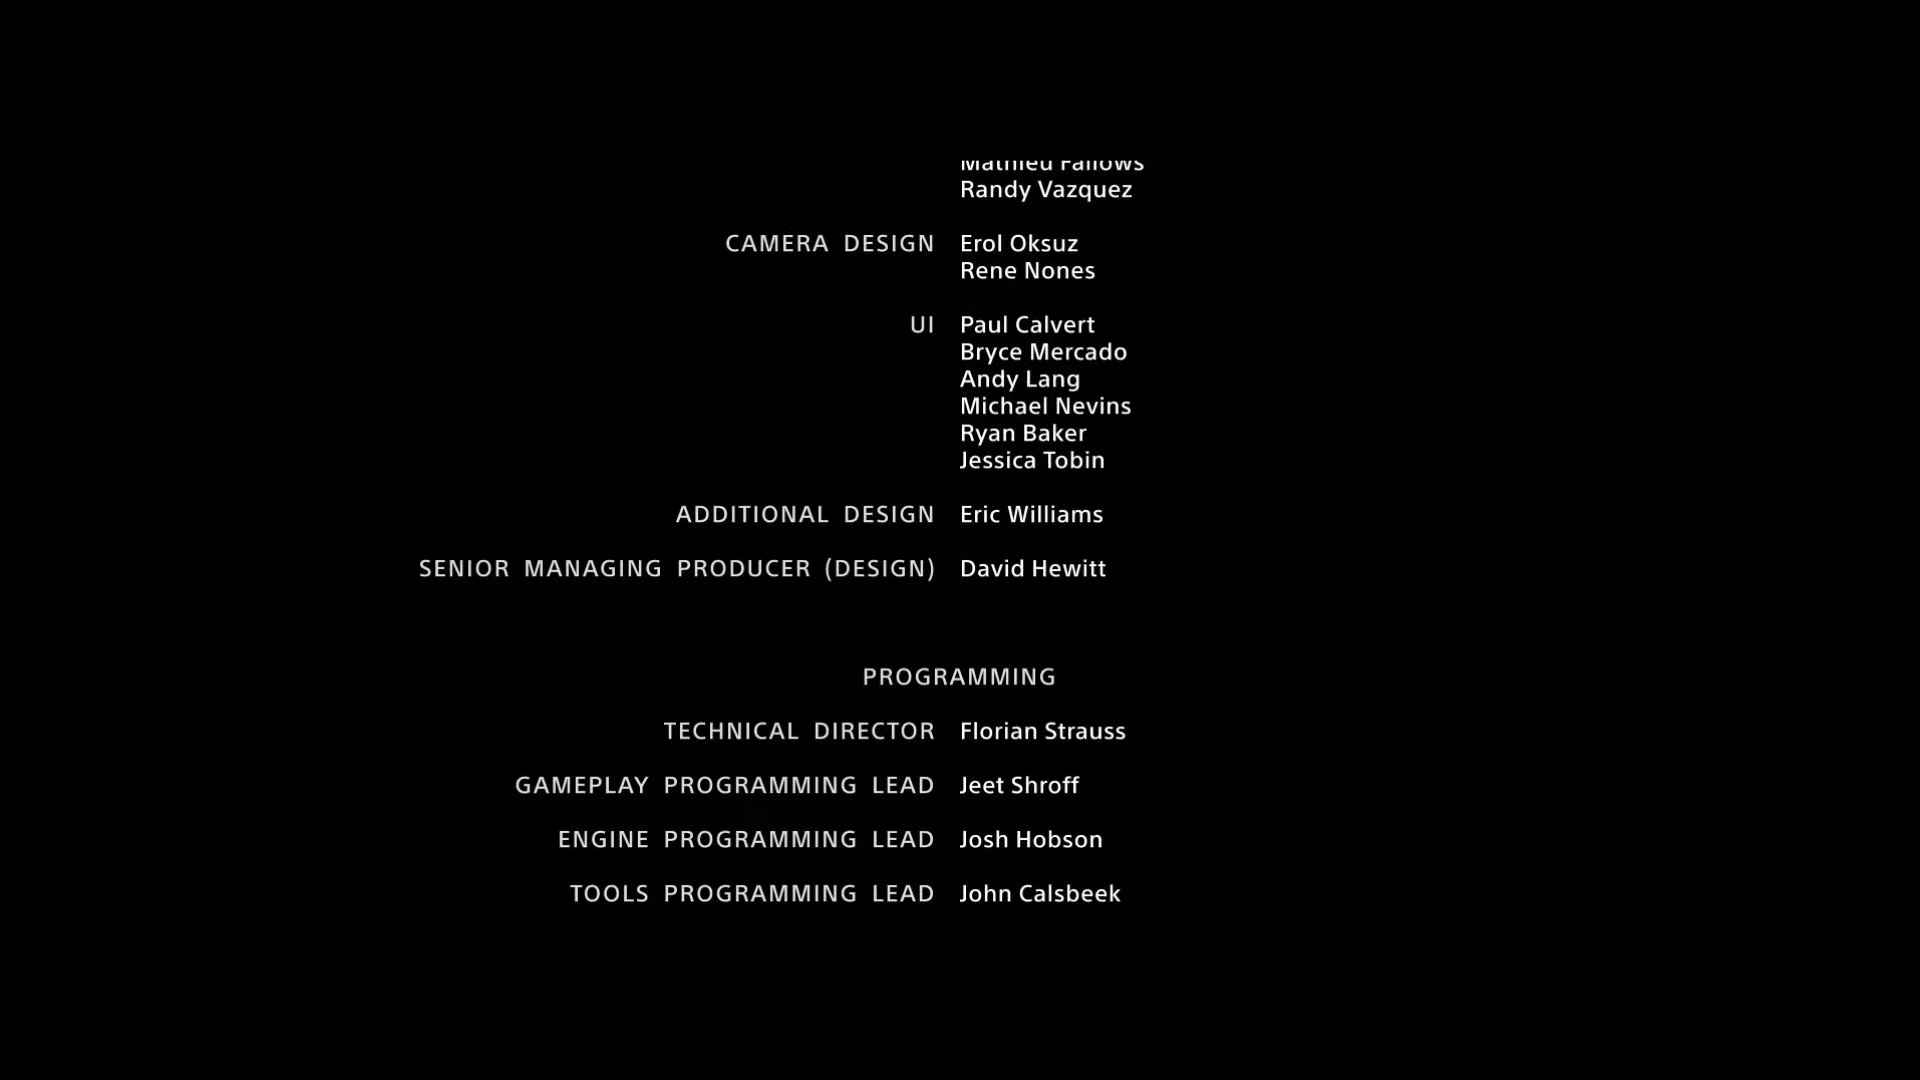 Mathieu Fallows
Randy Vazquez
CAMERA DESIGN Erol Oksuz
Rene Nones
UI Paul Calvert
Bryce Mercado
Andy Lang
Michael Nevins
Ryan Baker
Jessica Tobin
ADDITIONAL DESIGN Eric Williams
SENIOR MANAGING PRODUCER (DESIGN) David Hewitt
PROGRAMMING
TECHNICAL DIRECTOR Florian Strauss
GAMEPLAY PROGRAMMING LEAD Jeet Shroff
ENGINE PROGRAMMING LEAD Josh Hobson
TOOLS PROGRAMMING LEAD John Calsbeek